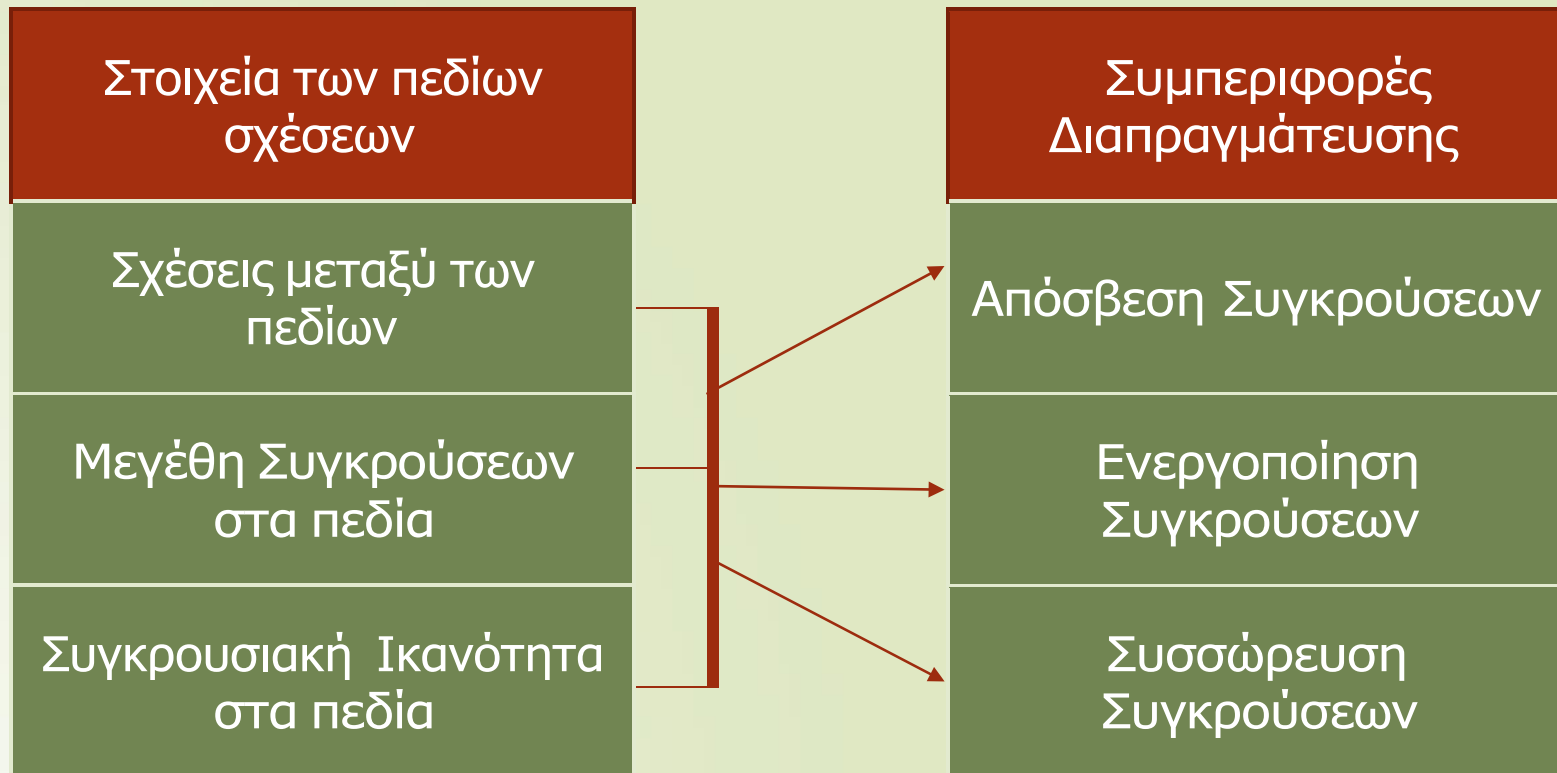 Στοιχεία των πεδίων
σχέσεων
Σχέσεις μεταξύ των
πεδίων
Μεγέθη Συγκρούσεων
στα πεδία
Συγκρουσιακή Ικανότητα
στα πεδία
Συμπεριφορές
Διαπραγμάτευσης
Απόσβεση Συγκρούσεων
Ενεργοποίηση
Συγκρούσεων
Συσσώρευση
Συγκρούσεων